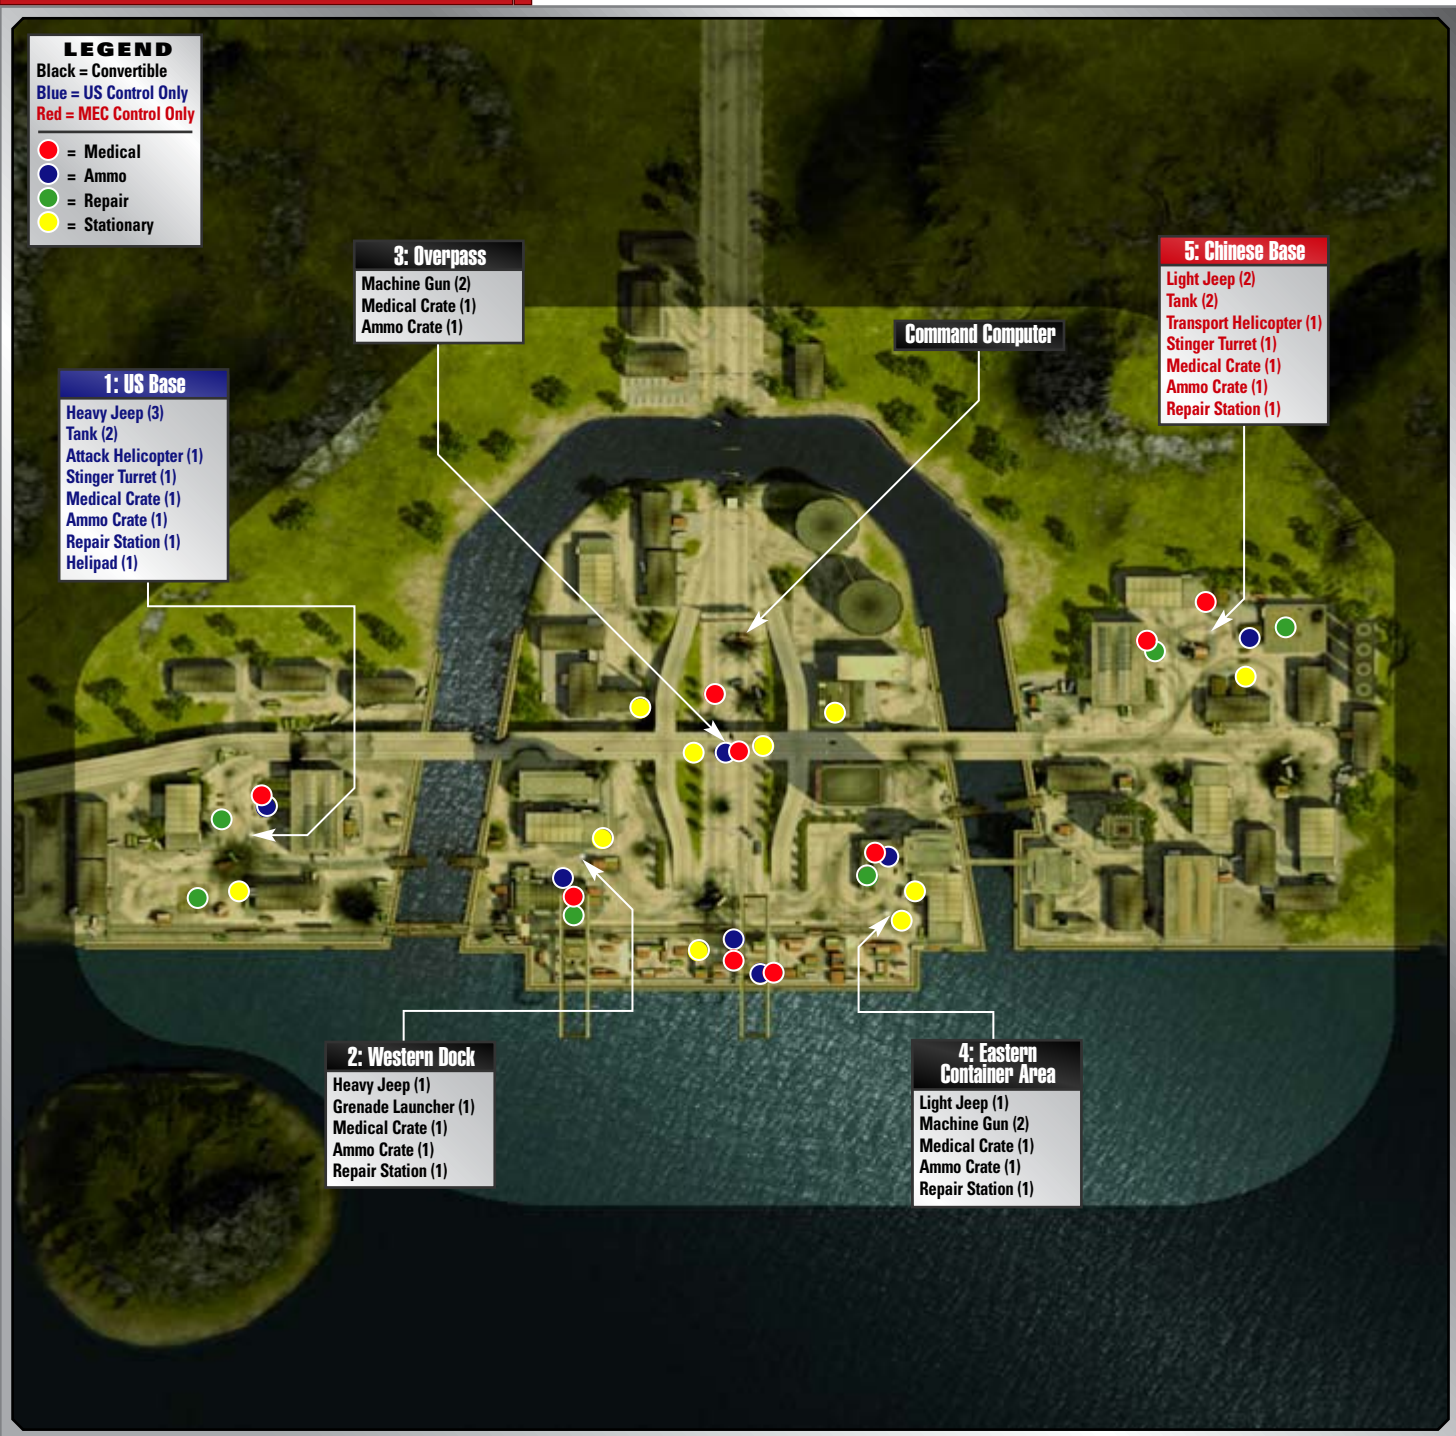 LEGEND
Black = Convertible
Blue = US Control Only
Red = MEC Control Only
= Medical
= Ammo
= Repair
= Stationary
3: Overpass
Machine Gun (2)
Medical Crate (1)
Ammo Crate (1)
5: Chinese Base
Light Jeep (2)
Tank (2)
Transport Helicopter (1)
Stinger Turret (1)
Medical Crate (1)
Ammo Crate (1)
Repair Station (1)
Command Computer
1: US Base
Heavy Jeep (3)
Tank (2)
Attack Helicopter (1)
Stinger Turret (1)
Medical Crate (1)
Ammo Crate (1)
Repair Station (1)
Helipad (1)
2: Western Dock
Heavy Jeep (1)
Grenade Launcher (1)
Medical Crate (1)
Ammo Crate (1)
Repair Station (1)
4: Eastern
Container Area
Light Jeep (1)
Machine Gun (2)
Medical Crate (1)
Ammo Crate (1)
Repair Station (1)